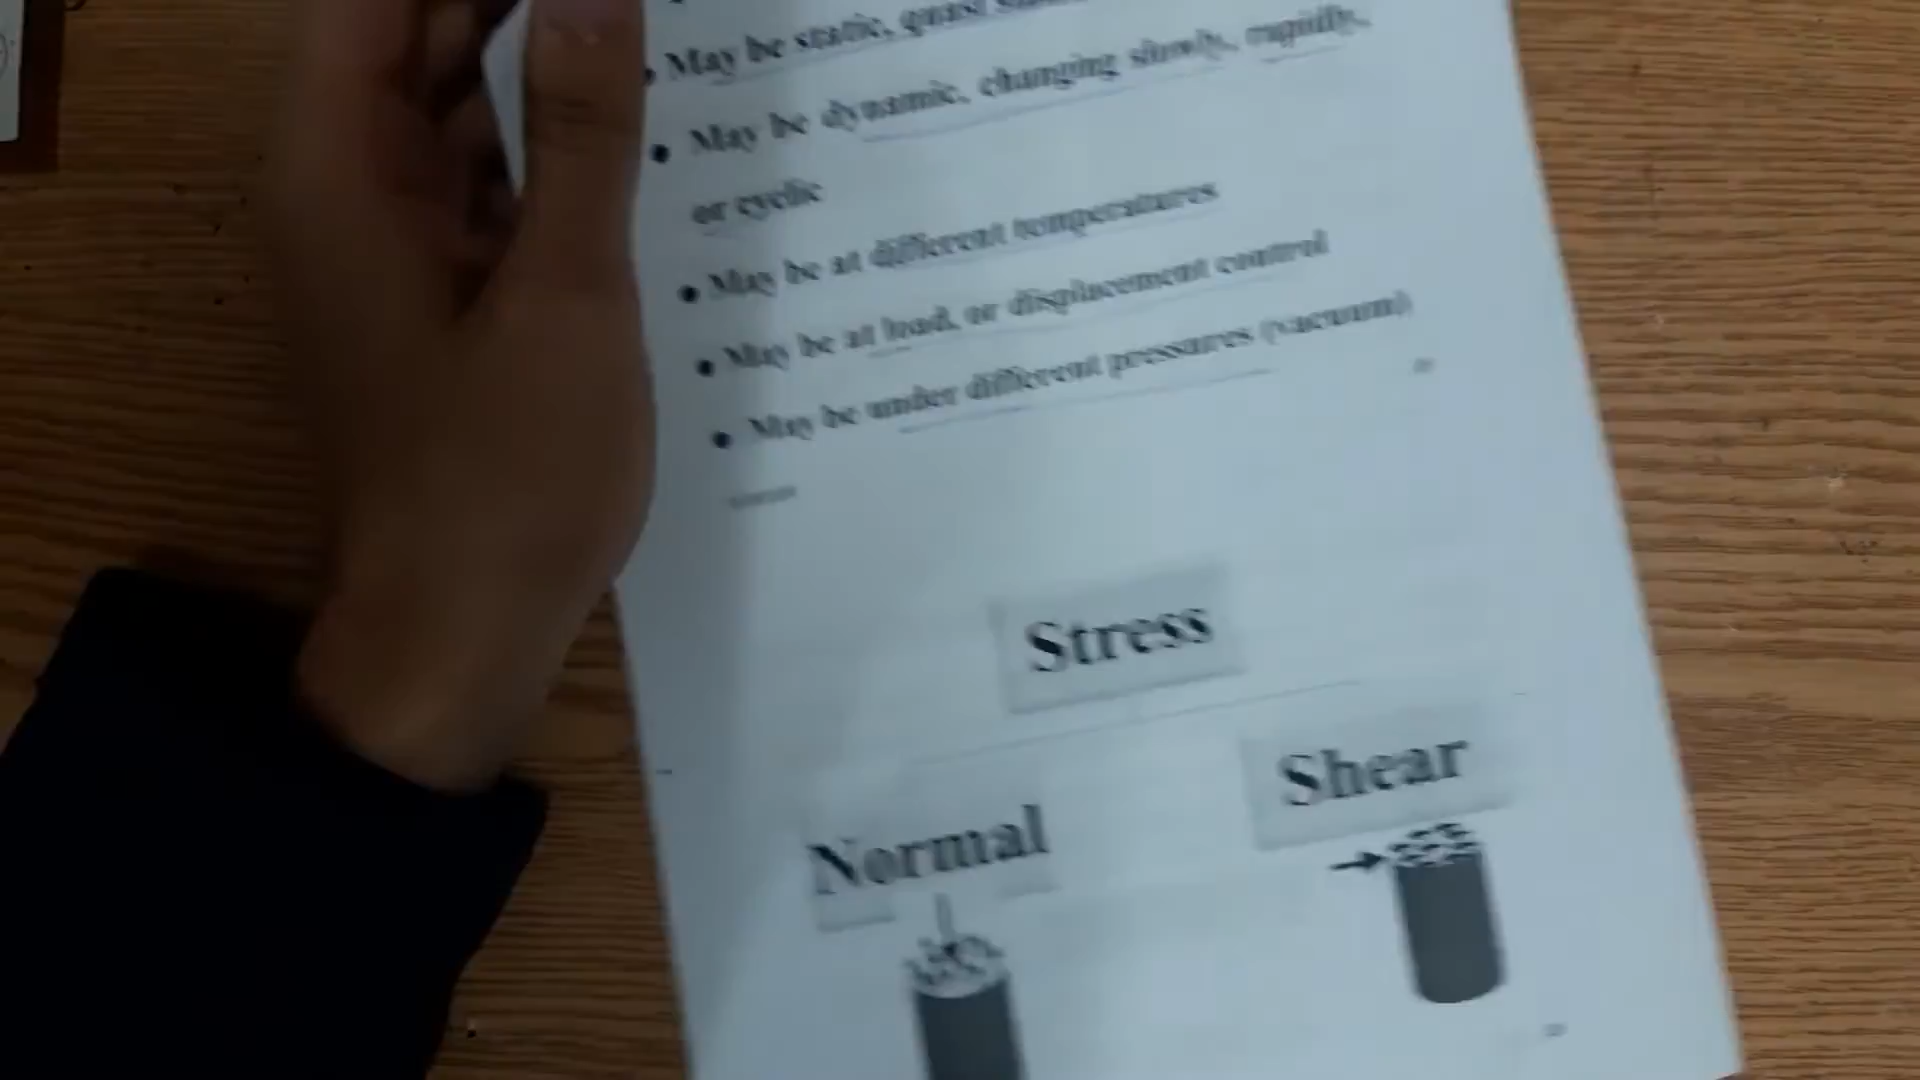 May be static, quasi
● May be dynamic, changing slowly, rapidly,
or cyclic
● May be at different temperatures
● May be at load, or displacement control
● May be under different pressures (vacuum)
Stress
Normal
Shear